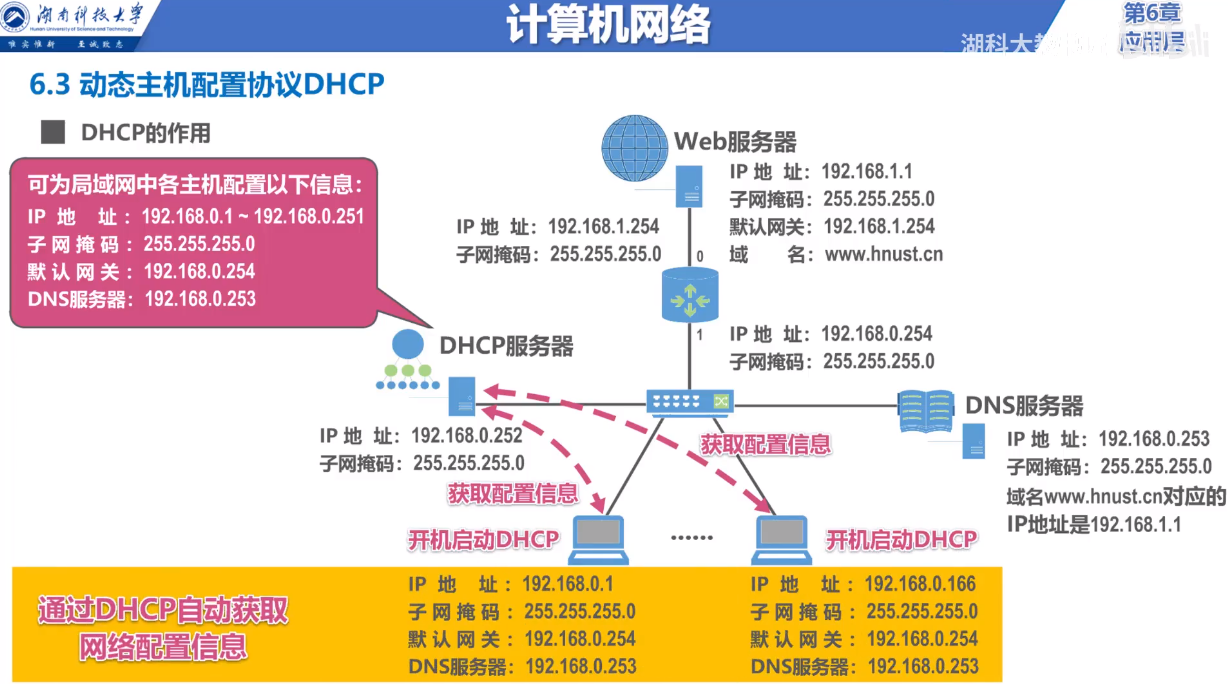 湖南科技大学
Hunan University of Science and Technology
唯实惟新 至诚致志
计算机网络
第6章
应用层
湖科大教
6.3 动态主机配置协议DHCP
DHCP的作用
可为局域网中各主机配置以下信息：
IP 地 址：192.168.0.1 ~ 192.168.0.251
子 网 掩 码：255.255.255.0
默 认 网 关：192.168.0.254
DNS服务器：192.168.0.253
Web服务器
IP 地 址：192.168.1.1
子网掩码：255.255.255.0
默认网关：192.168.1.254
域 名：www.hnust.cn
IP 地 址：192.168.1.254
子网掩码：255.255.255.0
0
1
IP 地 址：192.168.0.254
子网掩码：255.255.255.0
DHCP服务器
IP 地 址：192.168.0.252
子网掩码：255.255.255.0
DNS服务器
IP 地 址：192.168.0.253
子网掩码：255.255.255.0
域名www.hnust.cn对应的
IP地址是192.168.1.1
获取配置信息
获取配置信息
开机启动DHCP
······
开机启动DHCP
通过DHCP自动获取
网络配置信息
IP 地 址：192.168.0.1
子 网 掩 码：255.255.255.0
默 认 网 关：192.168.0.254
DNS服务器：192.168.0.253
IP 地 址：192.168.0.166
子 网 掩 码：255.255.255.0
默 认 网 关：192.168.0.254
DNS服务器：192.168.0.253